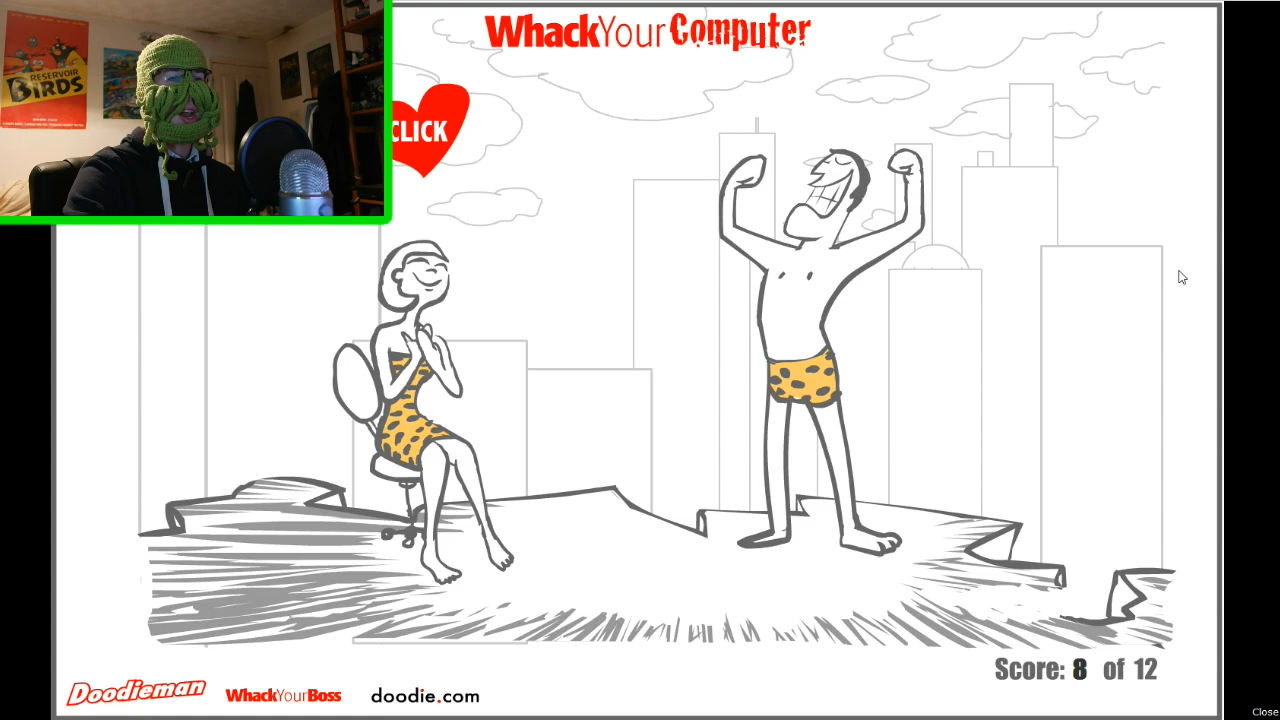 WhackYourComputer
RESERVOIR
BIRDS
CLICK
Score: 8 of 12
Doodieman
WhackYourBoss
doodie.com
Close